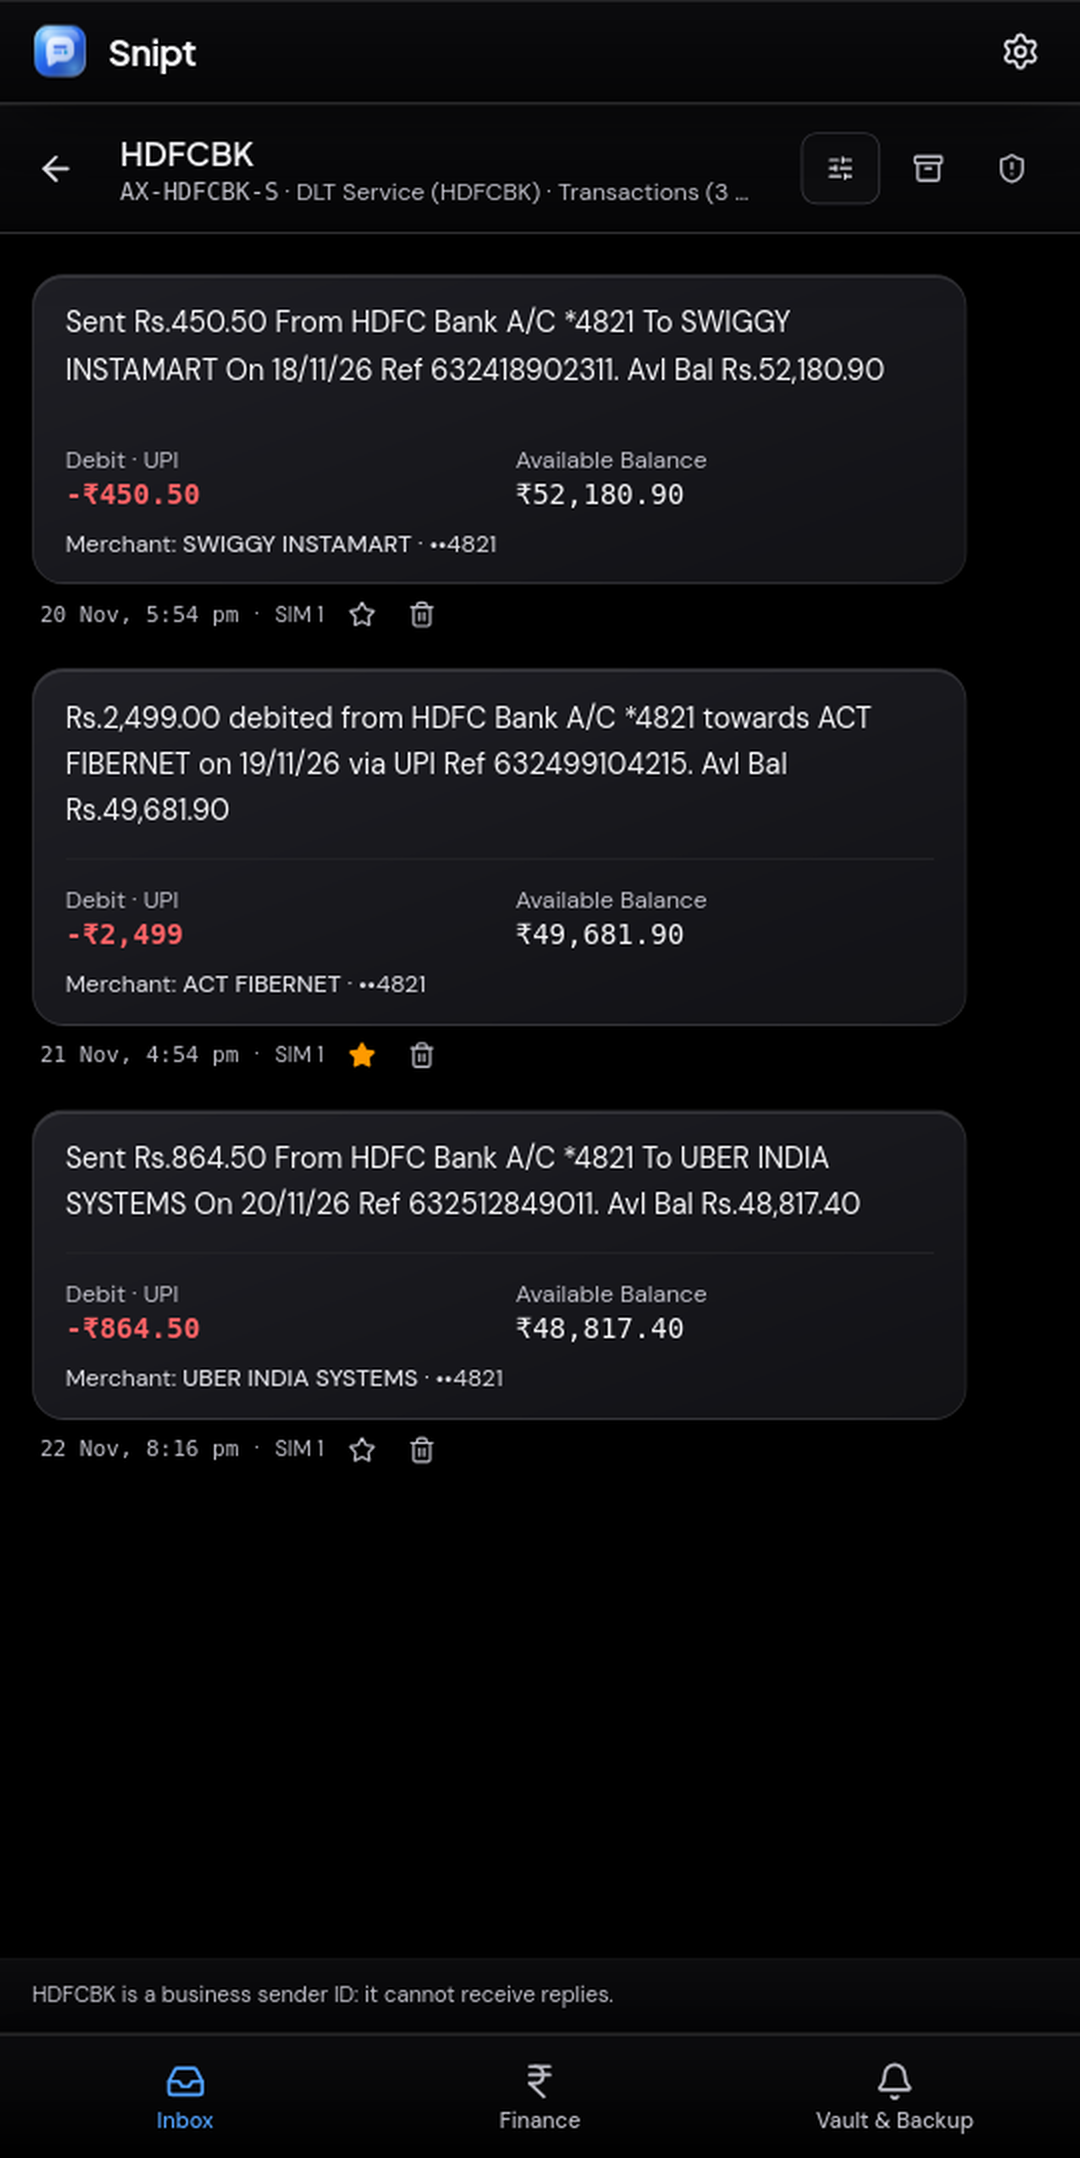 Snipt
HDFCBK
AX-HDFCBK-S · DLT Service (HDFCBK) · Transactions (3 ...
Sent Rs.450.50 From HDFC Bank A/C *4821 To SWIGGY
INSTAMART On 18/11/26 Ref 632418902311. Avl Bal Rs.52,180.90
Debit · UPI
Available Balance
-₹450.50
₹52,180.90
Merchant: SWIGGY INSTAMART · ••4821
20 Nov, 5:54 pm · SIM 1
Rs.2,499.00 debited from HDFC Bank A/C *4821 towards ACT
FIBERNET on 19/11/26 via UPI Ref 632499104215. Avl Bal
Rs.49,681.90
Debit · UPI
Available Balance
-₹2,499
₹49,681.90
Merchant: ACT FIBERNET · ••4821
21 Nov, 4:54 pm · SIM 1
Sent Rs.864.50 From HDFC Bank A/C *4821 To UBER INDIA
SYSTEMS On 20/11/26 Ref 632512849011. Avl Bal Rs.48,817.40
Debit · UPI
Available Balance
-₹864.50
₹48,817.40
Merchant: UBER INDIA SYSTEMS · ••4821
22 Nov, 8:16 pm · SIM 1
HDFCBK is a business sender ID: it cannot receive replies.
Inbox
Finance
Vault & Backup